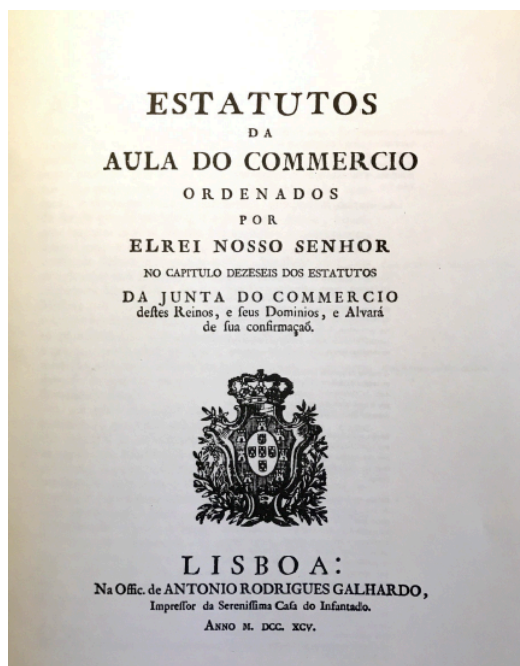 ESTATUTOS
DA
AULA DO COMMERCIO
ORDENADOS
POR
ELREI NOSSO SENHOR
NO CAPITULO DEZESEIS DOS ESTATUTOS
DA JUNTA DO COMMERCIO
deſtes Reinos, e ſeus Dominios, e Alvará
de ſua confirmaçaõ.
LISBOA:
Na Offic. de ANTONIO RODRIGUES GALHARDO,
Impreſſor da Sereniſſima Caſa do Infantado.
ANNO M. DCC. XCV.